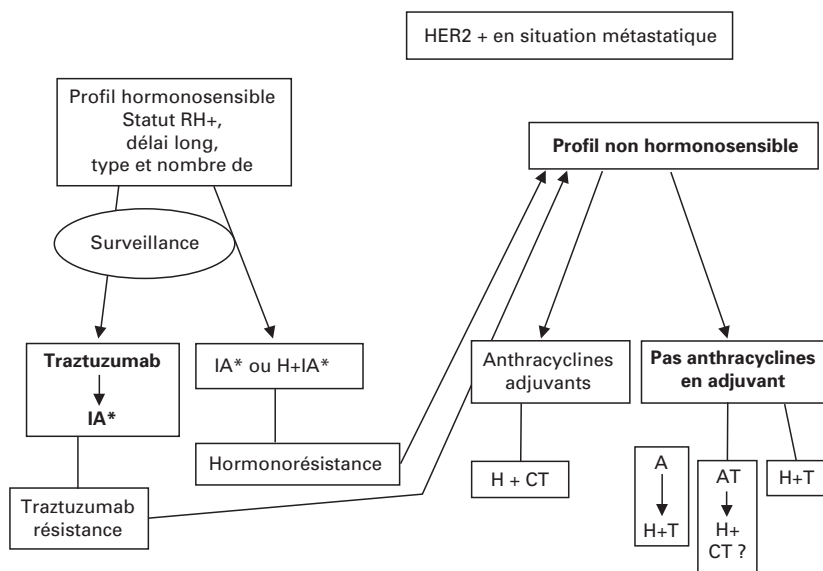 HER2 + en situation métastatique
Profil hormonosensible
Statut RH+,
délai long,
type et nombre de
Profil non hormonosensible
Surveillance
Traztuzumab
IA*
IA* ou H+IA*
Anthracyclines
adjuvants
Pas anthracyclines
en adjuvant
Hormonorésistance
H + CT
A
H+T
AT
H+
CT ?
H+T
Traztuzumab
résistance